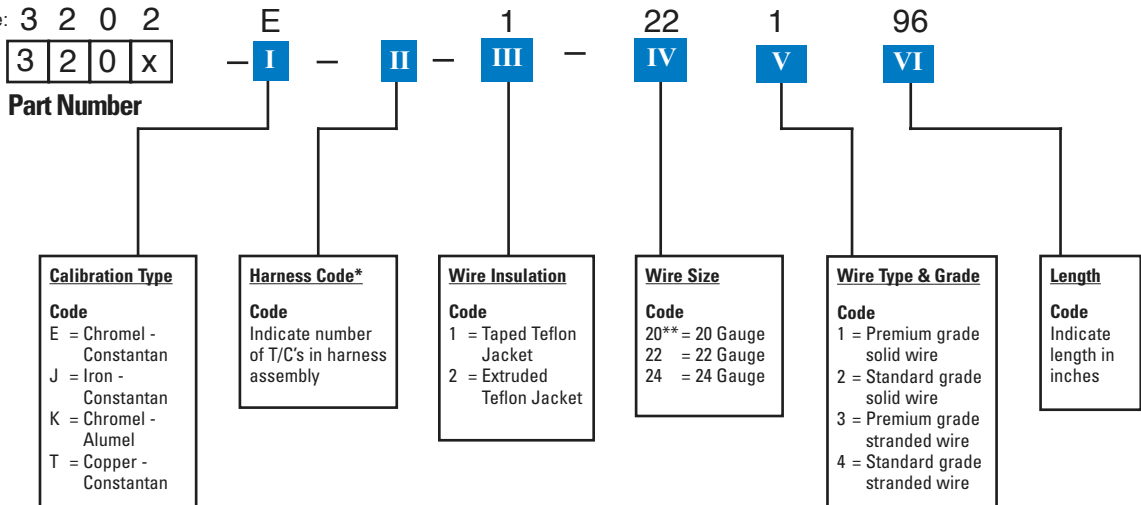 e: 3 2 0 2 E 1 22 1 96
3 2 0 x – I – II – III – IV V VI
Part Number
Calibration Type
Code
E = Chromel -
Constantan
J = Iron -
Constantan
K = Chromel -
Alumel
T = Copper -
Constantan
Harness Code*
Code
Indicate number
of T/C's in harness
assembly
Wire Insulation
Code
1 = Taped Teflon
Jacket
2 = Extruded
Teflon Jacket
Wire Size
Code
20** = 20 Gauge
22 = 22 Gauge
24 = 24 Gauge
Wire Type & Grade
Code
1 = Premium grade
solid wire
2 = Standard grade
solid wire
3 = Premium grade
stranded wire
4 = Standard grade
stranded wire
Length
Code
Indicate
length in
inches